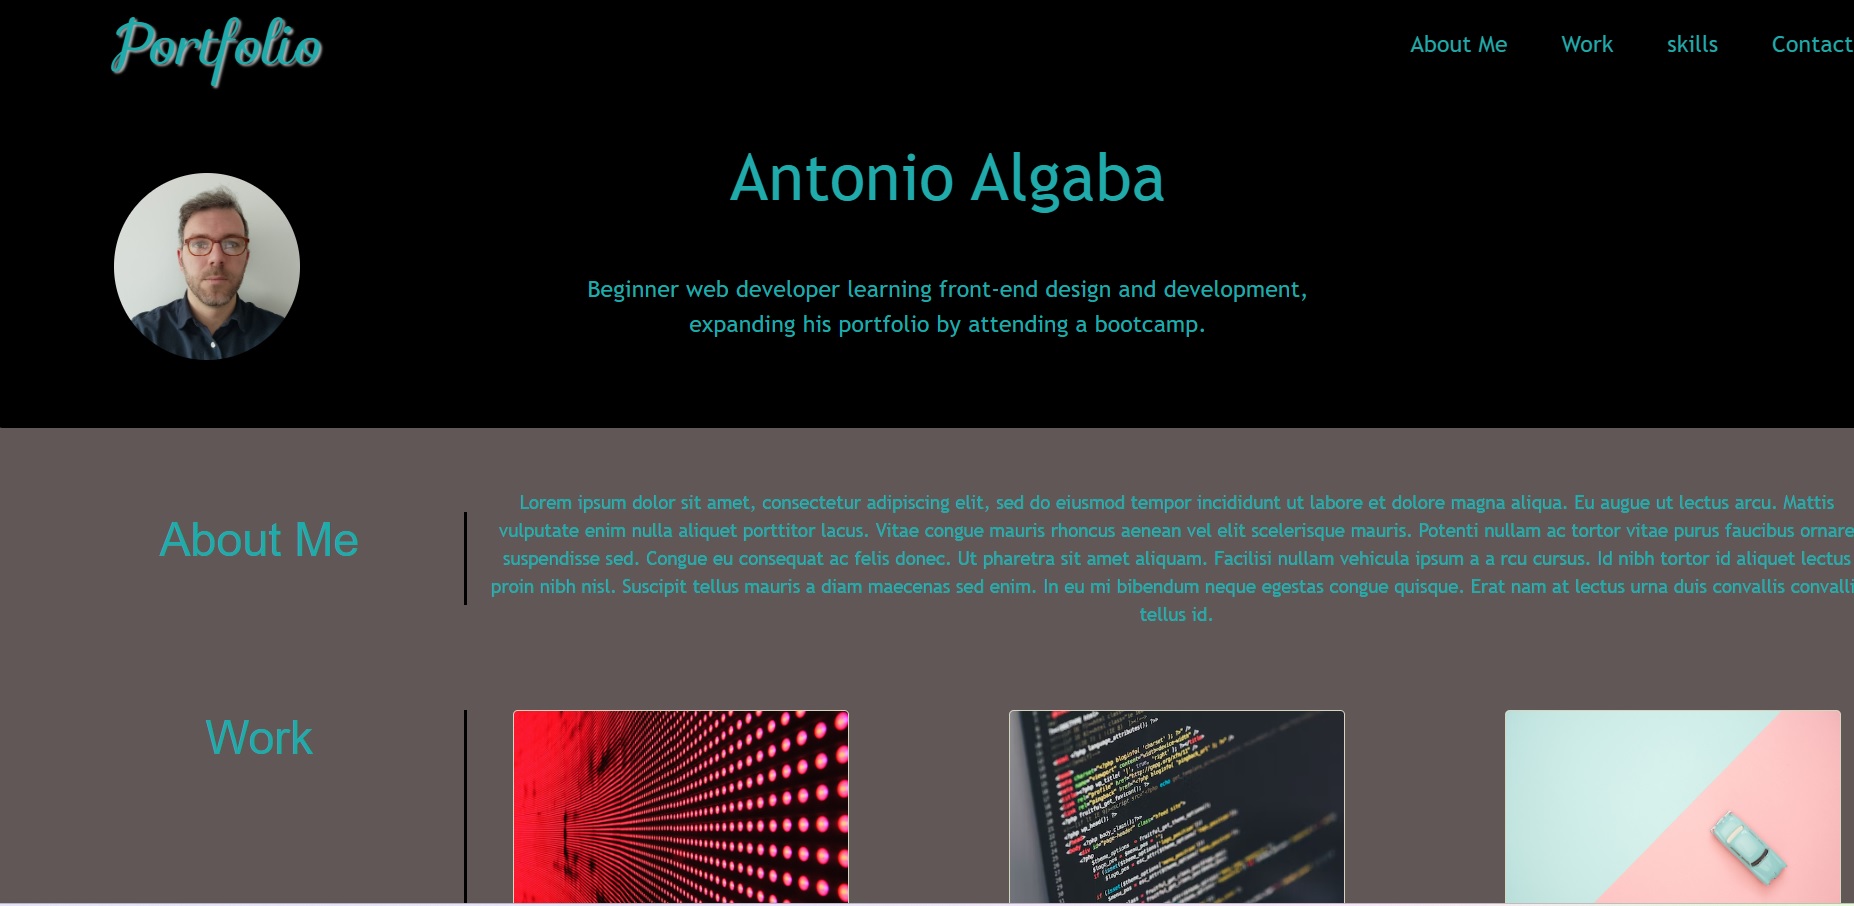 Portfolio
About Me Work skills Contact
Antonio Algaba
Beginner web developer learning front-end design and development,
expanding his portfolio by attending a bootcamp.
About Me
Lorem ipsum dolor sit amet, consectetur adipiscing elit, sed do eiusmod tempor incididunt ut labore et dolore magna aliqua. Eu augue ut lectus arcu. Mattis
vulputate enim nulla aliquet porttitor lacus. Vitae congue mauris rhoncus aenean vel elit scelerisque mauris. Potenti nullam ac tortor vitae purus faucibus ornare
suspendisse sed. Congue eu consequat ac felis donec. Ut pharetra sit amet aliquam. Facilisi nullam vehicula ipsum a a rcu cursus. Id nibh tortor id aliquet lectus
proin nibh nisl. Suscipit tellus mauris a diam maecenas sed enim. In eu mi bibendum neque egestas congue quisque. Erat nam at lectus urna duis convallis convalli
tellus id.
Work